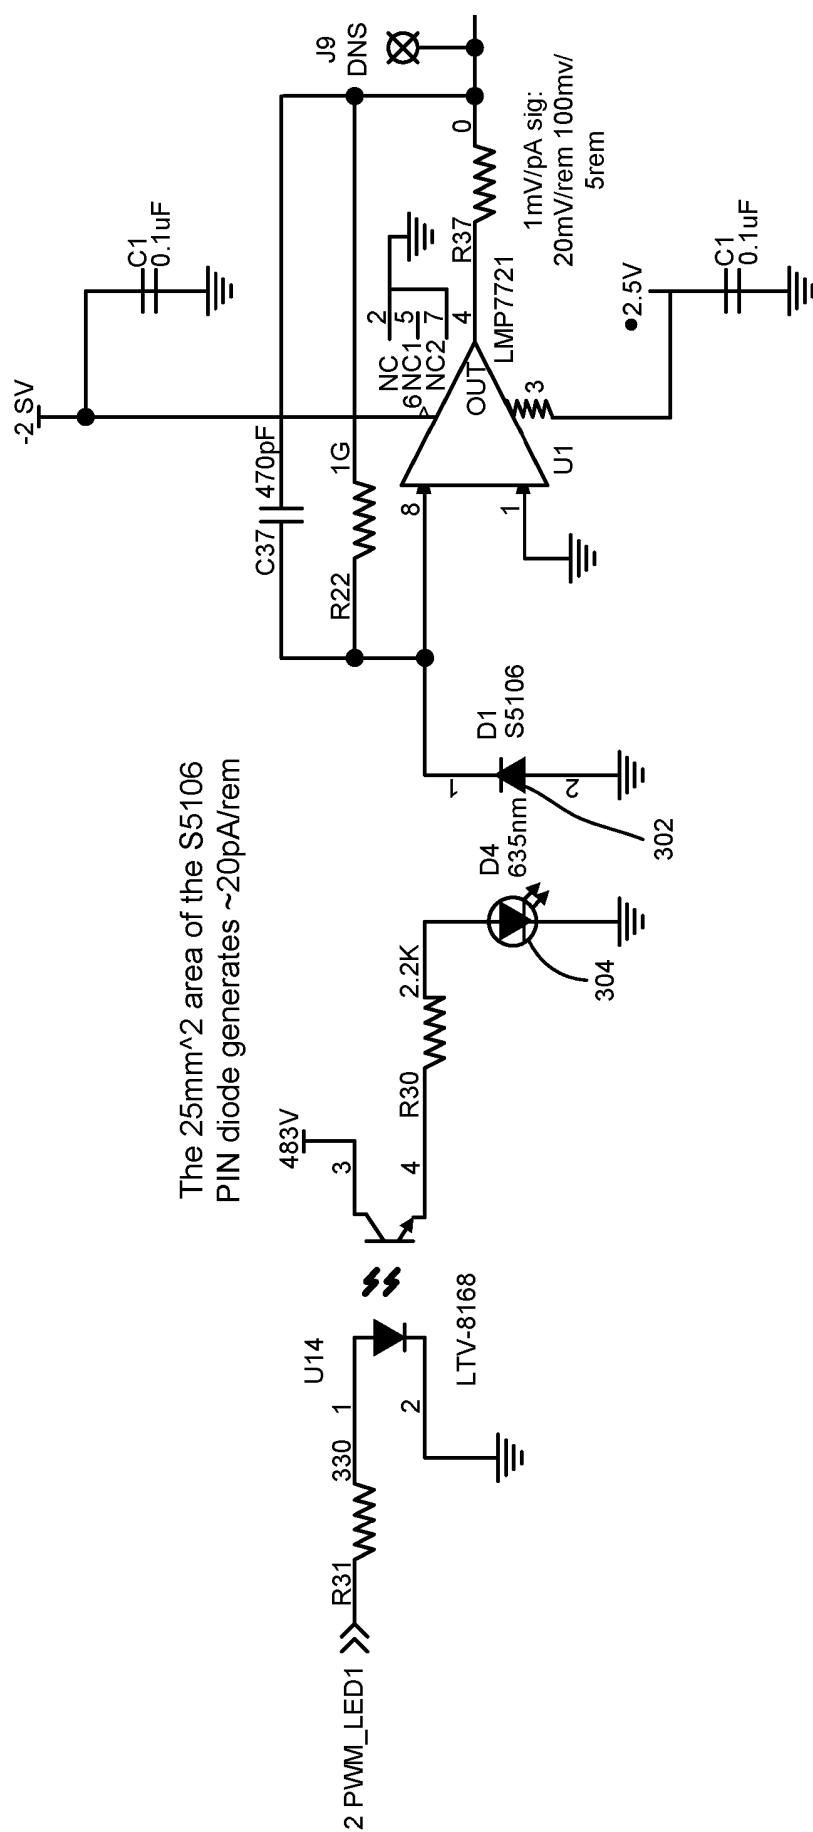 The 25mm^2 area of the S5106
PIN diode generates ~20pA/rem
2 PWM_LED1
R31
330
1
2
U14
LTV-8168
483V
3
4
R30
2.2K
D4
635nm
304
D1
S5106
1
2
302
C37
470pF
R22
1G
-2 SV
C1
0.1uF
8
1
6
NC
NC1
NC2
2
5
7
OUT
4
3
U1
LMP7721
R37
0
J9
DNS
1mV/pA sig:
20mV/rem 100mv/
5rem
2.5V
C1
0.1uF